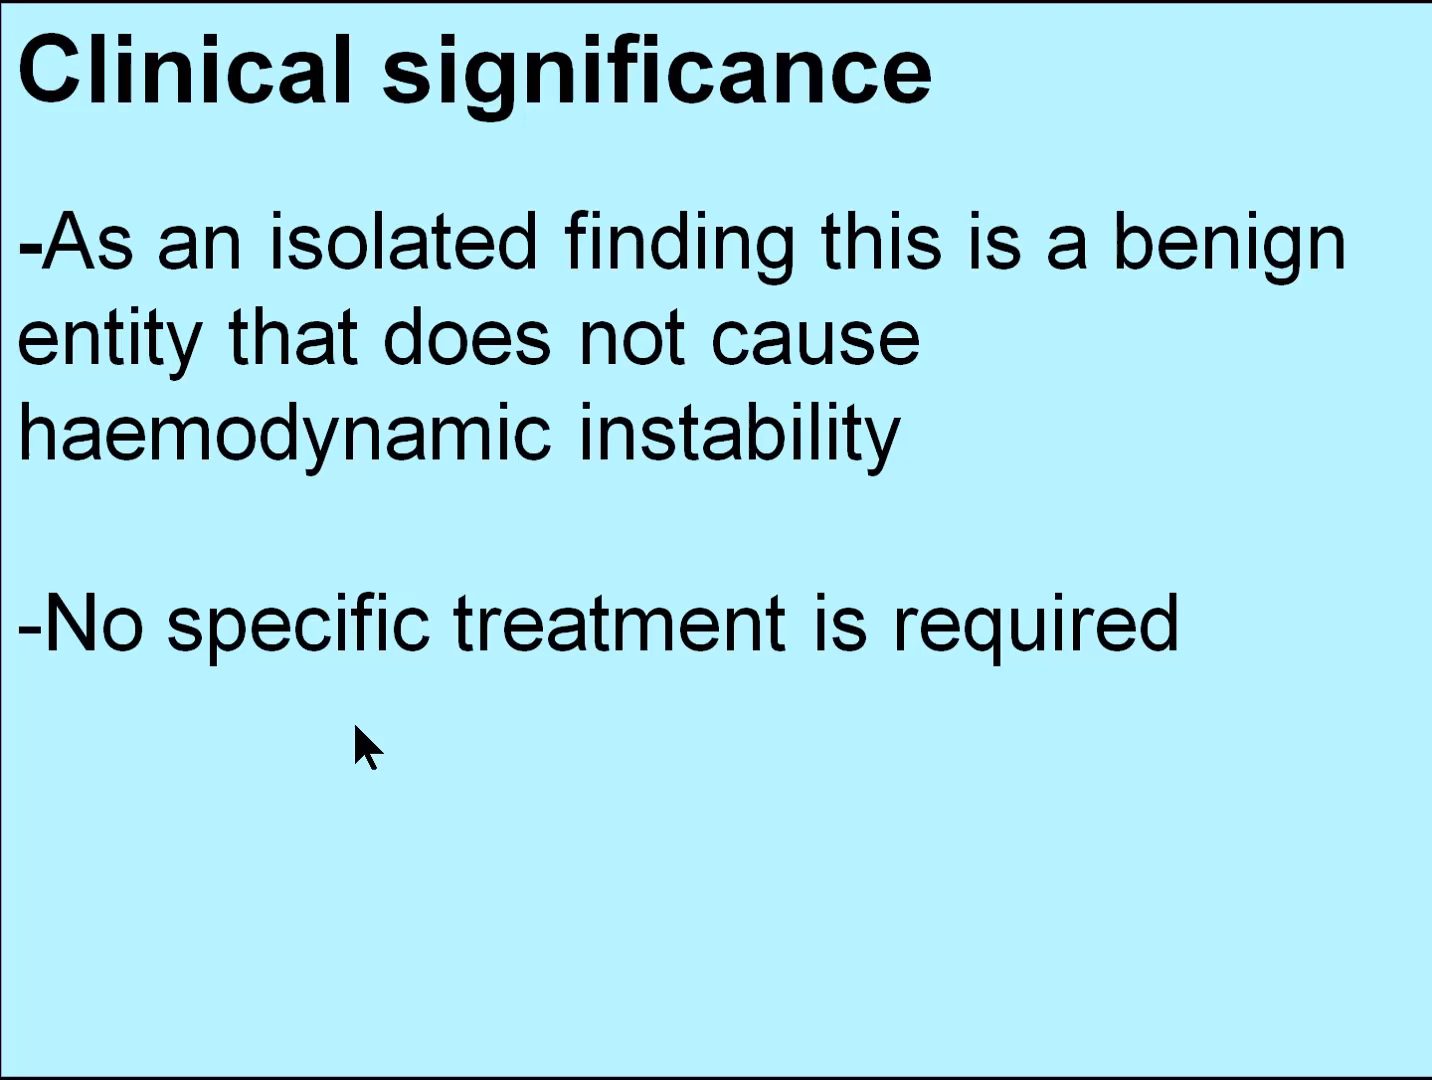 Clinical significance
-As an isolated finding this is a benign
entity that does not cause
haemodynamic instability
-No specific treatment is required